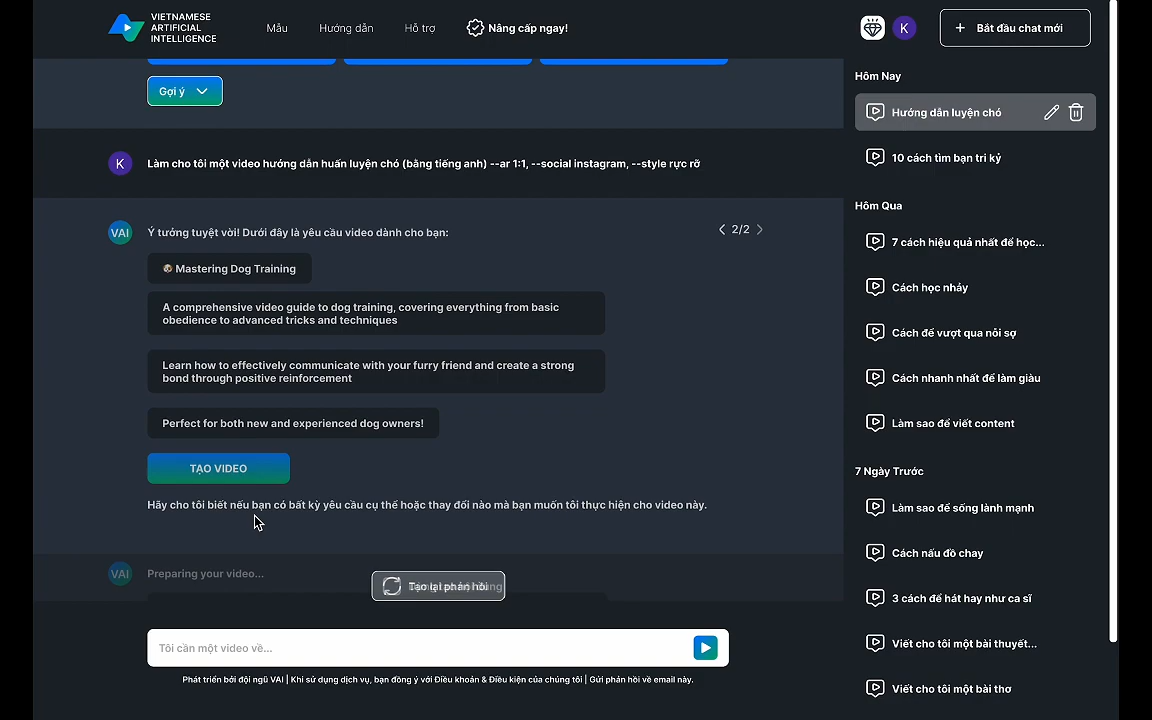 VIETNAMESE
ARTIFICIAL
INTELLIGENCE
Mẫu
Hướng dẫn
Hỗ trợ
Nâng cấp ngay!
K
+ Bắt đầu chat mới
Gợi ý
K
Làm cho tôi một video hướng dẫn huấn luyện chó (bằng tiếng anh) --ar 1:1, --social instagram, --style rực rỡ
VAI
Ý tưởng tuyệt vời! Dưới đây là yêu cầu video dành cho bạn:
2/2
🐶 Mastering Dog Training
A comprehensive video guide to dog training, covering everything from basic
obedience to advanced tricks and techniques
Learn how to effectively communicate with your furry friend and create a strong
bond through positive reinforcement
Perfect for both new and experienced dog owners!
TẠO VIDEO
Hãy cho tôi biết nếu bạn có bất kỳ yêu cầu cụ thể hoặc thay đổi nào mà bạn muốn tôi thực hiện cho video này.
VAI
Preparing your video...
Tạo lại phản hồi
Tôi cần một video về...
Phát triển bởi đội ngũ VAI | Khi sử dụng dịch vụ, bạn đồng ý với Điều khoản & Điều kiện của chúng tôi | Gửi phản hồi về email này.
Hôm Nay
Hướng dẫn luyện chó
10 cách tìm bạn tri kỷ
Hôm Qua
7 cách hiệu quả nhất để học...
Cách học nhảy
Cách để vượt qua nỗi sợ
Cách nhanh nhất để làm giàu
Làm sao để viết content
7 Ngày Trước
Làm sao để sống lành mạnh
Cách nấu đồ chay
3 cách để hát hay như ca sĩ
Viết cho tôi một bài thuyết...
Viết cho tôi một bài thơ